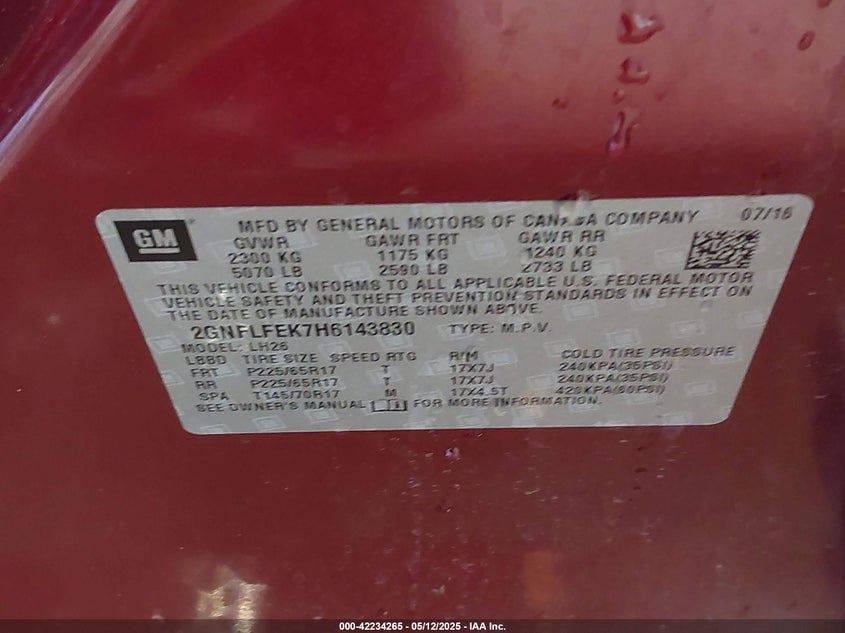 GM
MFD BY GENERAL MOTORS OF CANADA COMPANY 07/16
GVWR GAWR FRT GAWR RR
2300 KG 1175 KG 1240 KG
5070 LB 2590 LB 2733 LB
THIS VEHICLE CONFORMS TO ALL APPLICABLE U.S. FEDERAL MOTOR
VEHICLE SAFETY AND THEFT PREVENTION STANDARDS IN EFFECT ON
THE DATE OF MANUFACTURE SHOWN ABOVE.
2GNFLFEK7H6143830 TYPE: M.P.V.
MODEL: LH26
LBBD TIRE SIZE SPEED RTG R/M COLD TIRE PRESSURE
FRT P225/65R17 T 17X7J 240KPA(35PSI)
RR P225/65R17 T 17X7J 240KPA(35PSI)
SPA T145/70R17 M 17X4.5T 420KPA(60PSI)
SEE OWNER'S MANUAL FOR MORE INFORMATION.
000-42234265 - 05/12/2025 - IAA Inc.